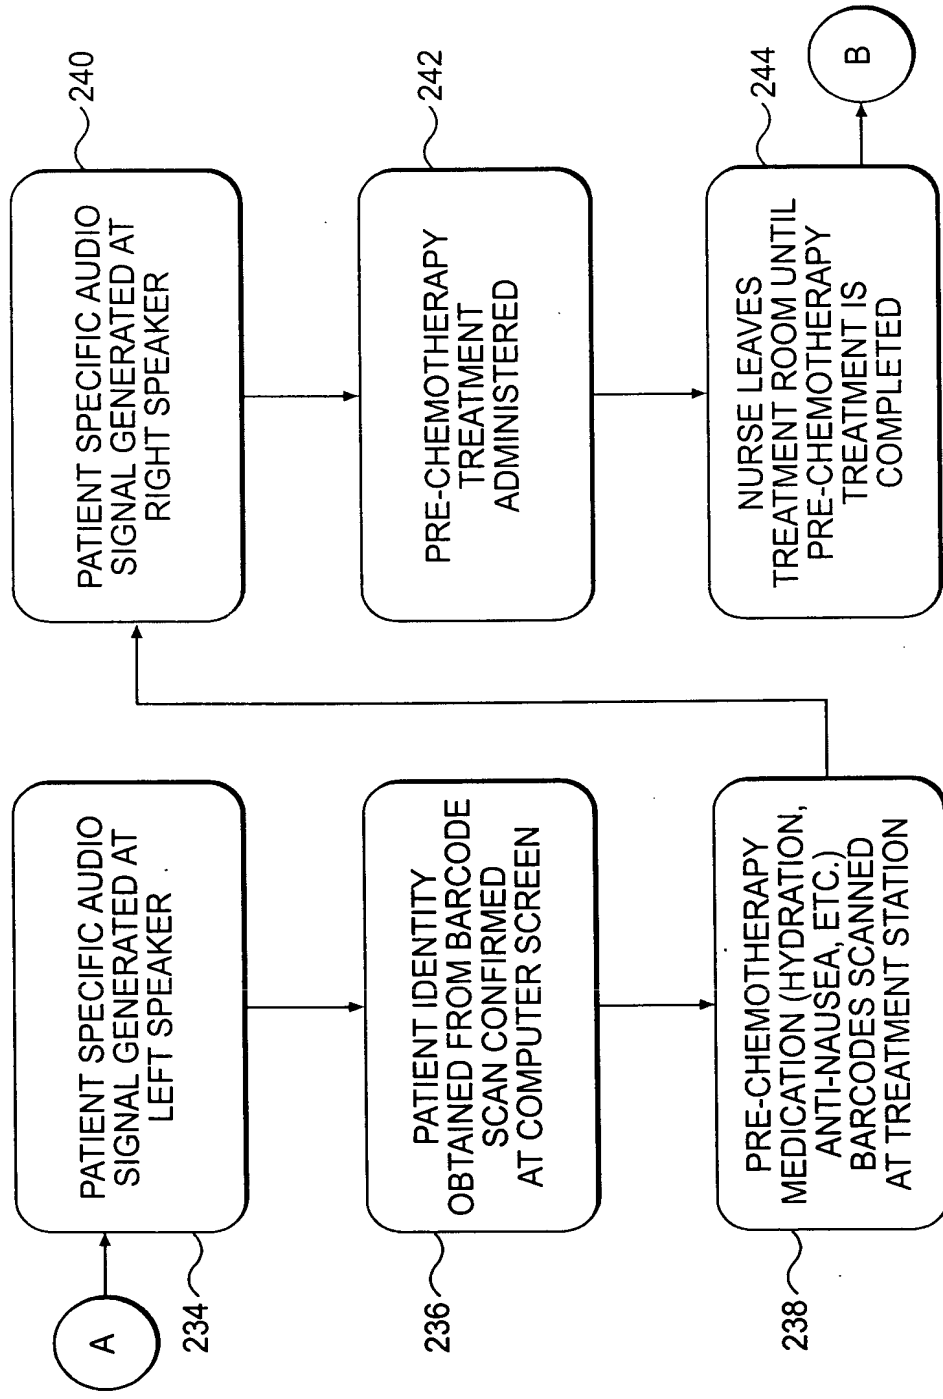 A
234
PATIENT SPECIFIC AUDIO
SIGNAL GENERATED AT
LEFT SPEAKER
236
PATIENT IDENTITY
OBTAINED FROM BARCODE
SCAN CONFIRMED
AT COMPUTER SCREEN
238
PRE-CHEMOTHERAPY
MEDICATION (HYDRATION,
ANTI-NAUSEA, ETC.)
BARCODES SCANNED
AT TREATMENT STATION
240
PATIENT SPECIFIC AUDIO
SIGNAL GENERATED AT
RIGHT SPEAKER
242
PRE-CHEMOTHERAPY
TREATMENT
ADMINISTERED
244
NURSE LEAVES
TREATMENT ROOM UNTIL
PRE-CHEMOTHERAPY
TREATMENT IS
COMPLETED
B